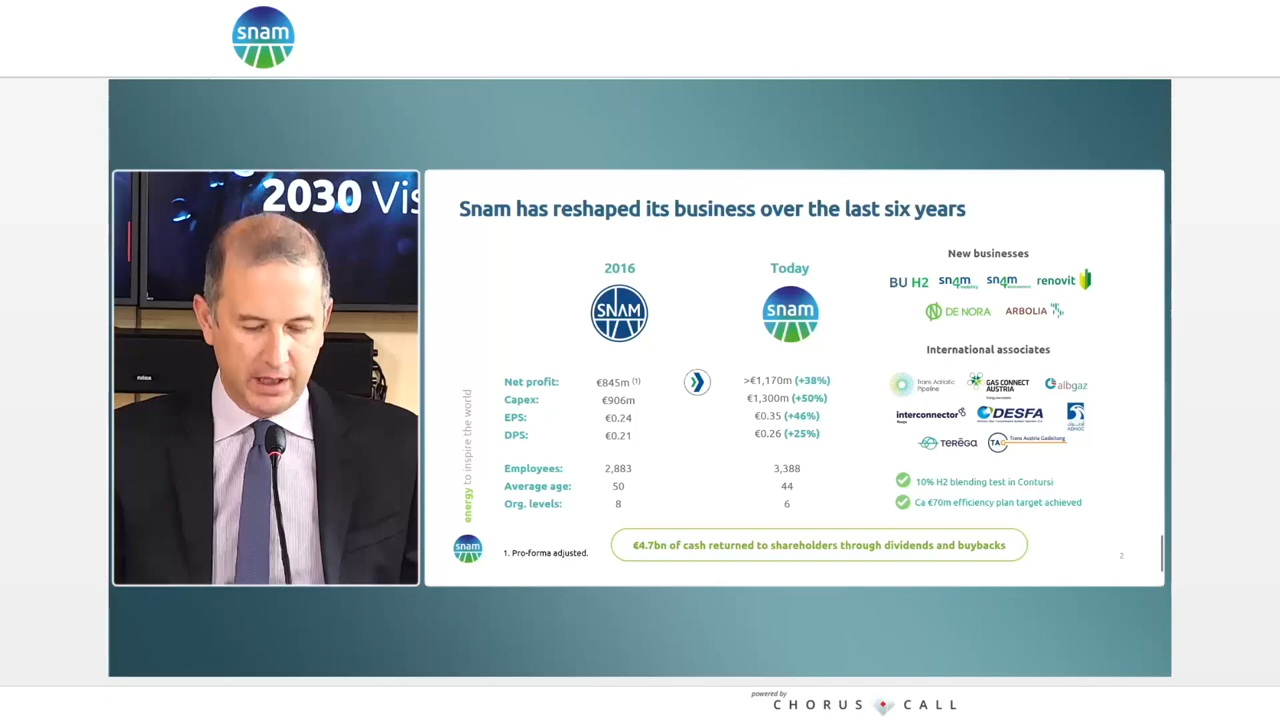 snam
2030 Vis
Snam has reshaped its business over the last six years
2016
Today
SNAM
snam
Net profit: €845m (1) >€1,170m (+38%)
Capex: €906m €1,300m (+50%)
EPS: €0.24 €0.35 (+46%)
DPS: €0.21 €0.26 (+25%)
Employees: 2,883 3,388
Average age: 50 44
Org. levels: 8 6
New businesses
BU H2 sn4m mobility sn4m renovit
DE NORA ARBOLIA
International associates
Trans Adriatic Pipeline GAS CONNECT AUSTRIA albgaz
interconnector DESFA ADNOC
TERĒGA TAG Trans Austria Gasleitung
10% H2 blending test in Contursi
Ca €70m efficiency plan target achieved
energy to inspire the world
snam
1. Pro-forma adjusted.
€4.7bn of cash returned to shareholders through dividends and buybacks
2
powered by
CHORUS CALL